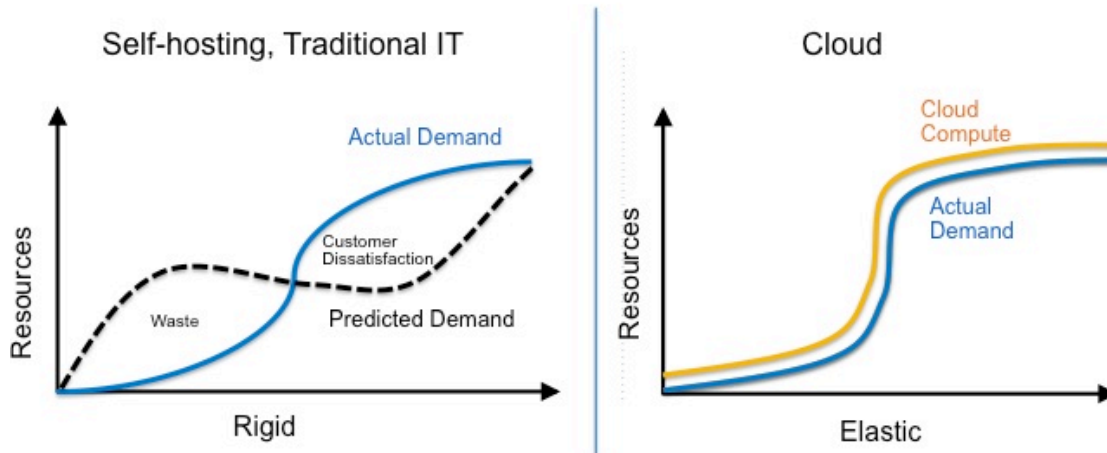 Self-hosting, Traditional IT
Resources
Actual Demand
Customer
Dissatisfaction
Waste
Predicted Demand
Rigid
Cloud
Resources
Cloud
Compute
Actual
Demand
Elastic